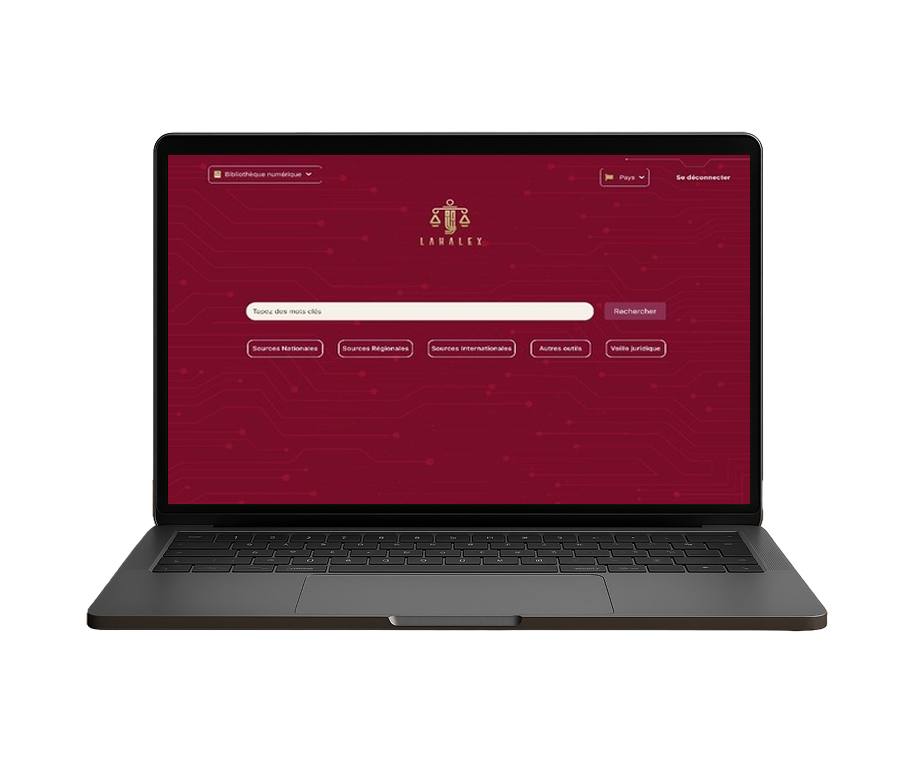 Bibliothèque numérique
Pays
Se déconnecter
LAHALEX
Tapez des mots clés
Rechercher
Sources Nationales
Sources Régionales
Sources Internationales
Autres outils
Veille juridique